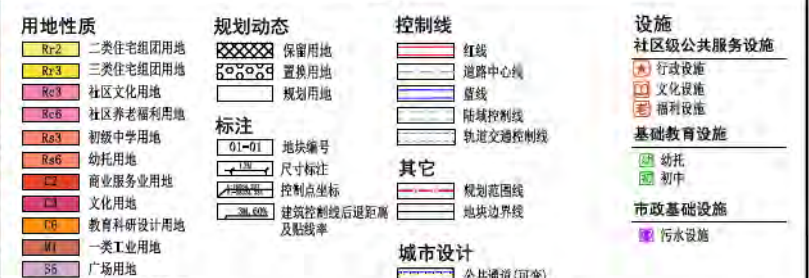 用地性质
Rr2 二类住宅组团用地
Rr3 三类住宅组团用地
Rc3 社区文化用地
Rc6 社区养老福利用地
Rs3 初级中学用地
Rs6 幼托用地
C2 商业服务业用地
C3 文化用地
C6 教育科研设计用地
M1 一类工业用地
S5 广场用地
规划动态
保留用地
置换用地
规划用地
标注
01-01 地块编号
尺寸标注
控制点坐标
建筑控制线后退距离
及贴线率
控制线
红线
道路中心线
蓝线
陆域控制线
轨道交通控制线
其它
规划范围线
地块边界线
城市设计
公共通道(可变)
设施
社区级公共服务设施
行政设施
文化设施
老 福利设施
基础教育设施
幼 幼托
初 初中
市政基础设施
污水设施